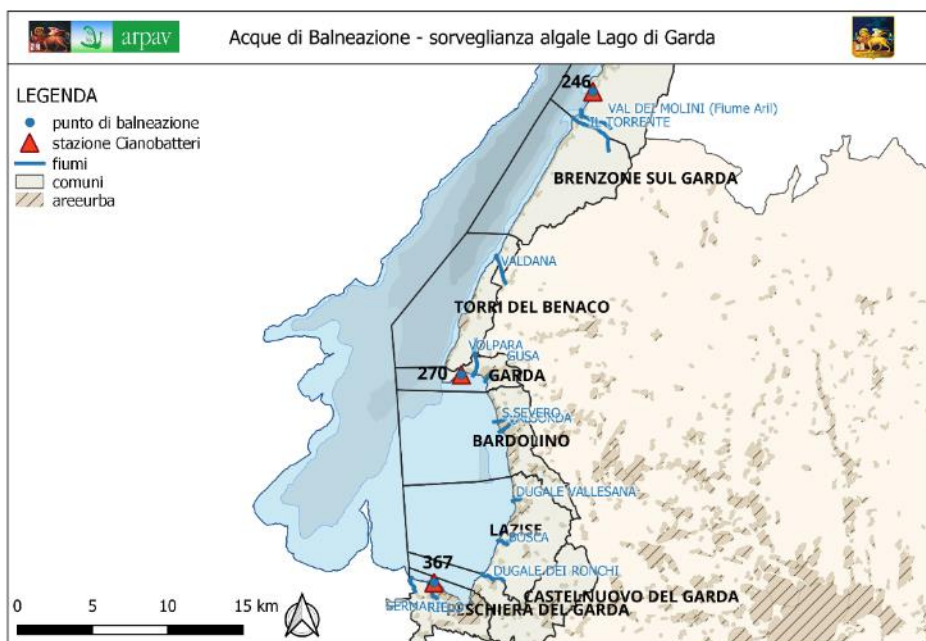 arpav
Acque di Balneazione - sorveglianza algale Lago di Garda
LEGENDA
punto di balneazione
stazione Cianobatteri
fiumi
comuni
areeurba
246
VAL DEI MOLINI (Fiume Aril)
IL TORRENTE
BRENZONE SUL GARDA
VALDANA
TORRI DEL BENACO
VOLPARA
GUSA
270
GARDA
S.SEVERO
BARDOLINO
DUGALE VALLESANA
LAZISE
BOSCA
367
DUGALE DEI RONCHI
CASTELNUOVO DEL GARDA
PESCHIERA DEL GARDA
0 5 10 15 km